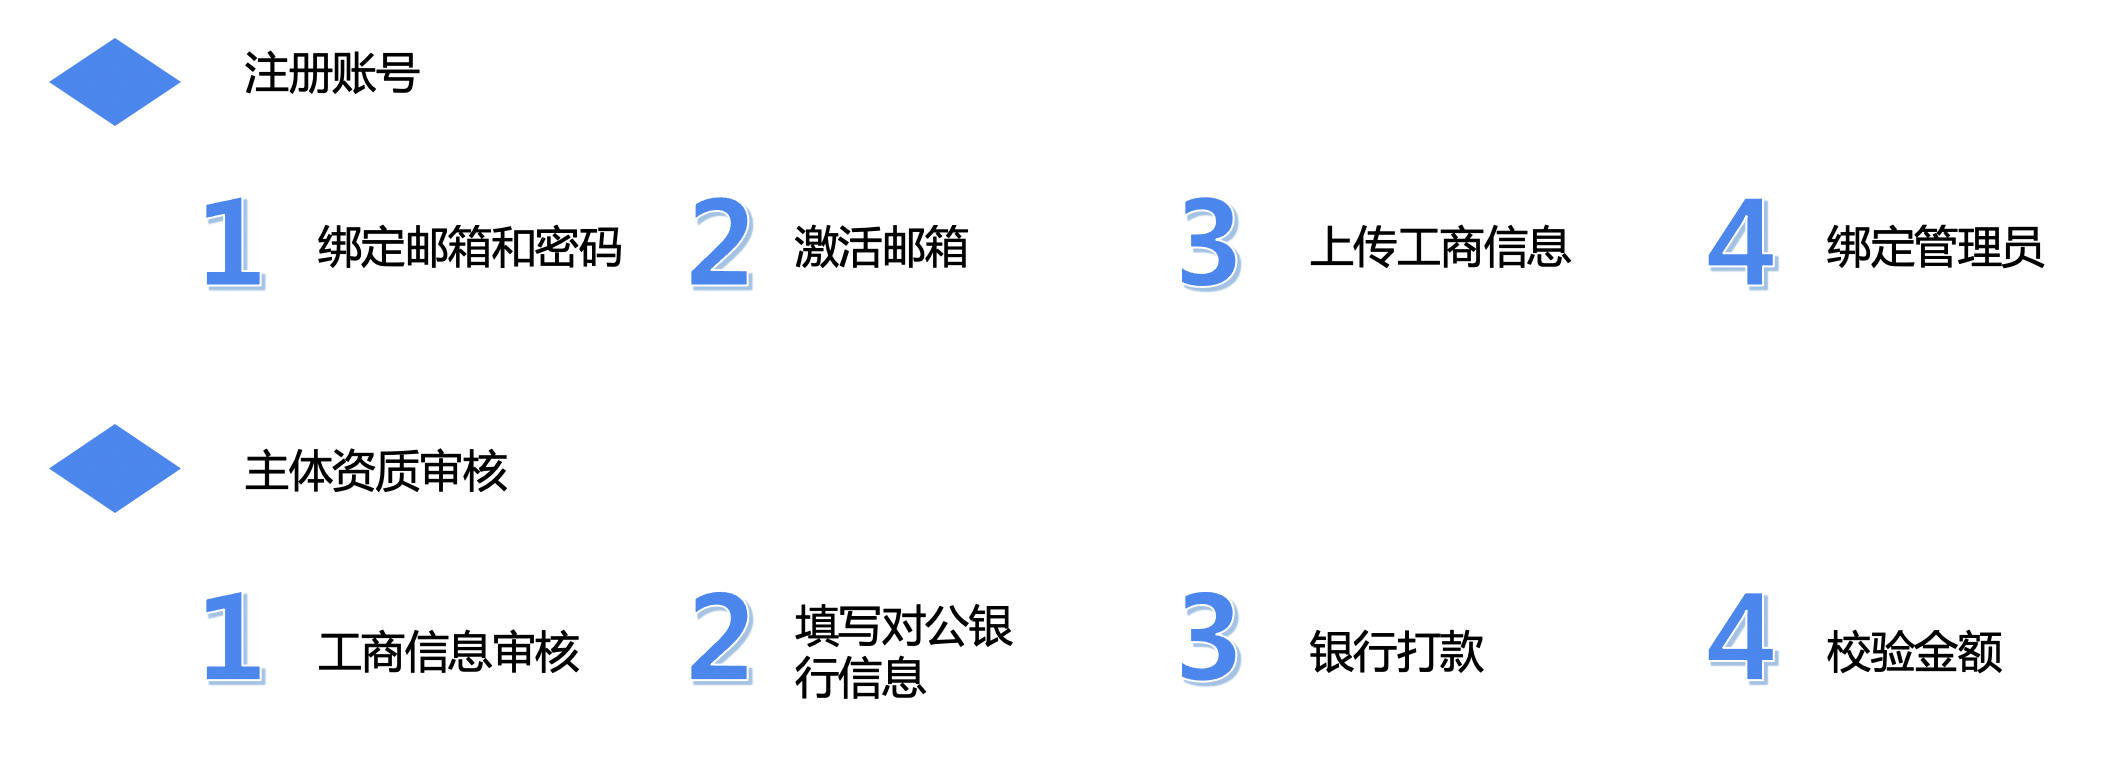 注册账号
1 绑定邮箱和密码 2 激活邮箱 3 上传工商信息 4 绑定管理员
主体资质审核
1 工商信息审核 2 填写对公银
行信息 3 银行打款 4 校验金额